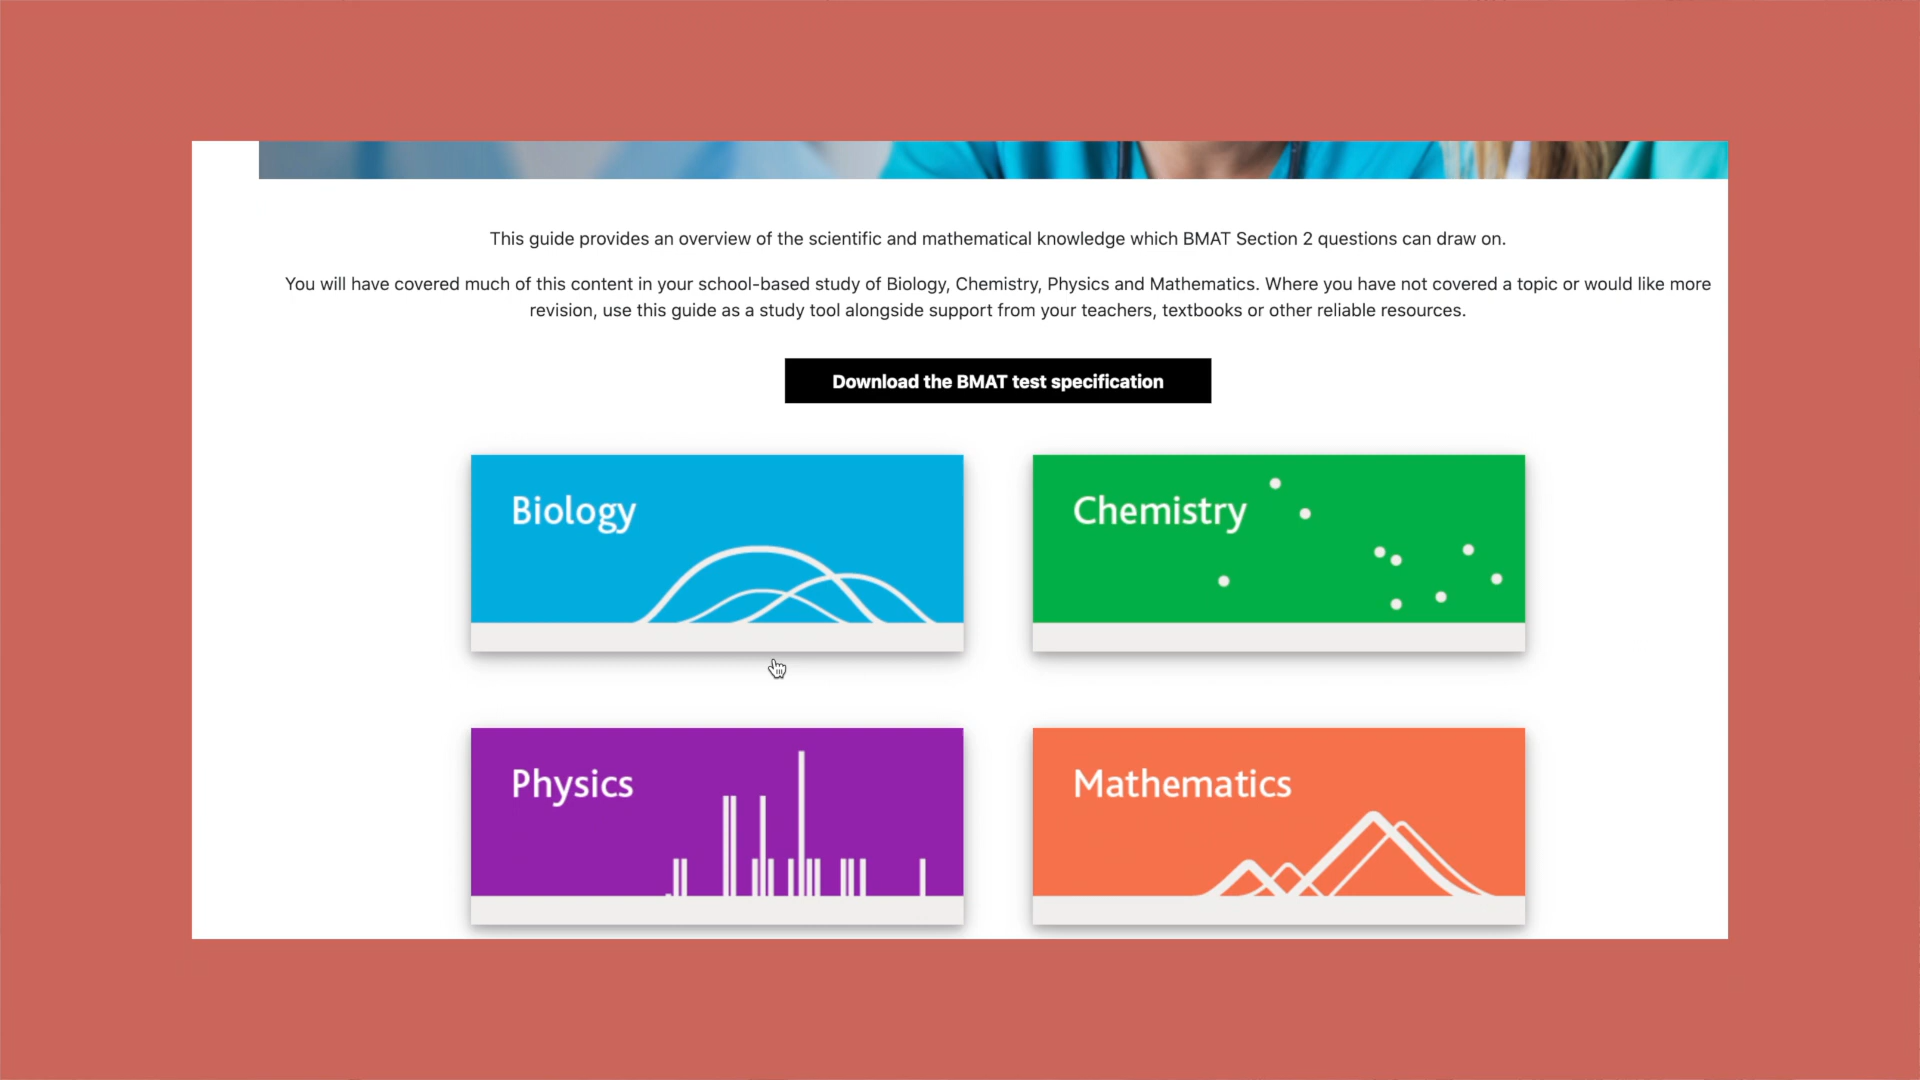 This guide provides an overview of the scientific and mathematical knowledge which BMAT Section 2 questions can draw on.
You will have covered much of this content in your school-based study of Biology, Chemistry, Physics and Mathematics. Where you have not covered a topic or would like more
revision, use this guide as a study tool alongside support from your teachers, textbooks or other reliable resources.
Download the BMAT test specification
Biology
Chemistry
Physics
Mathematics